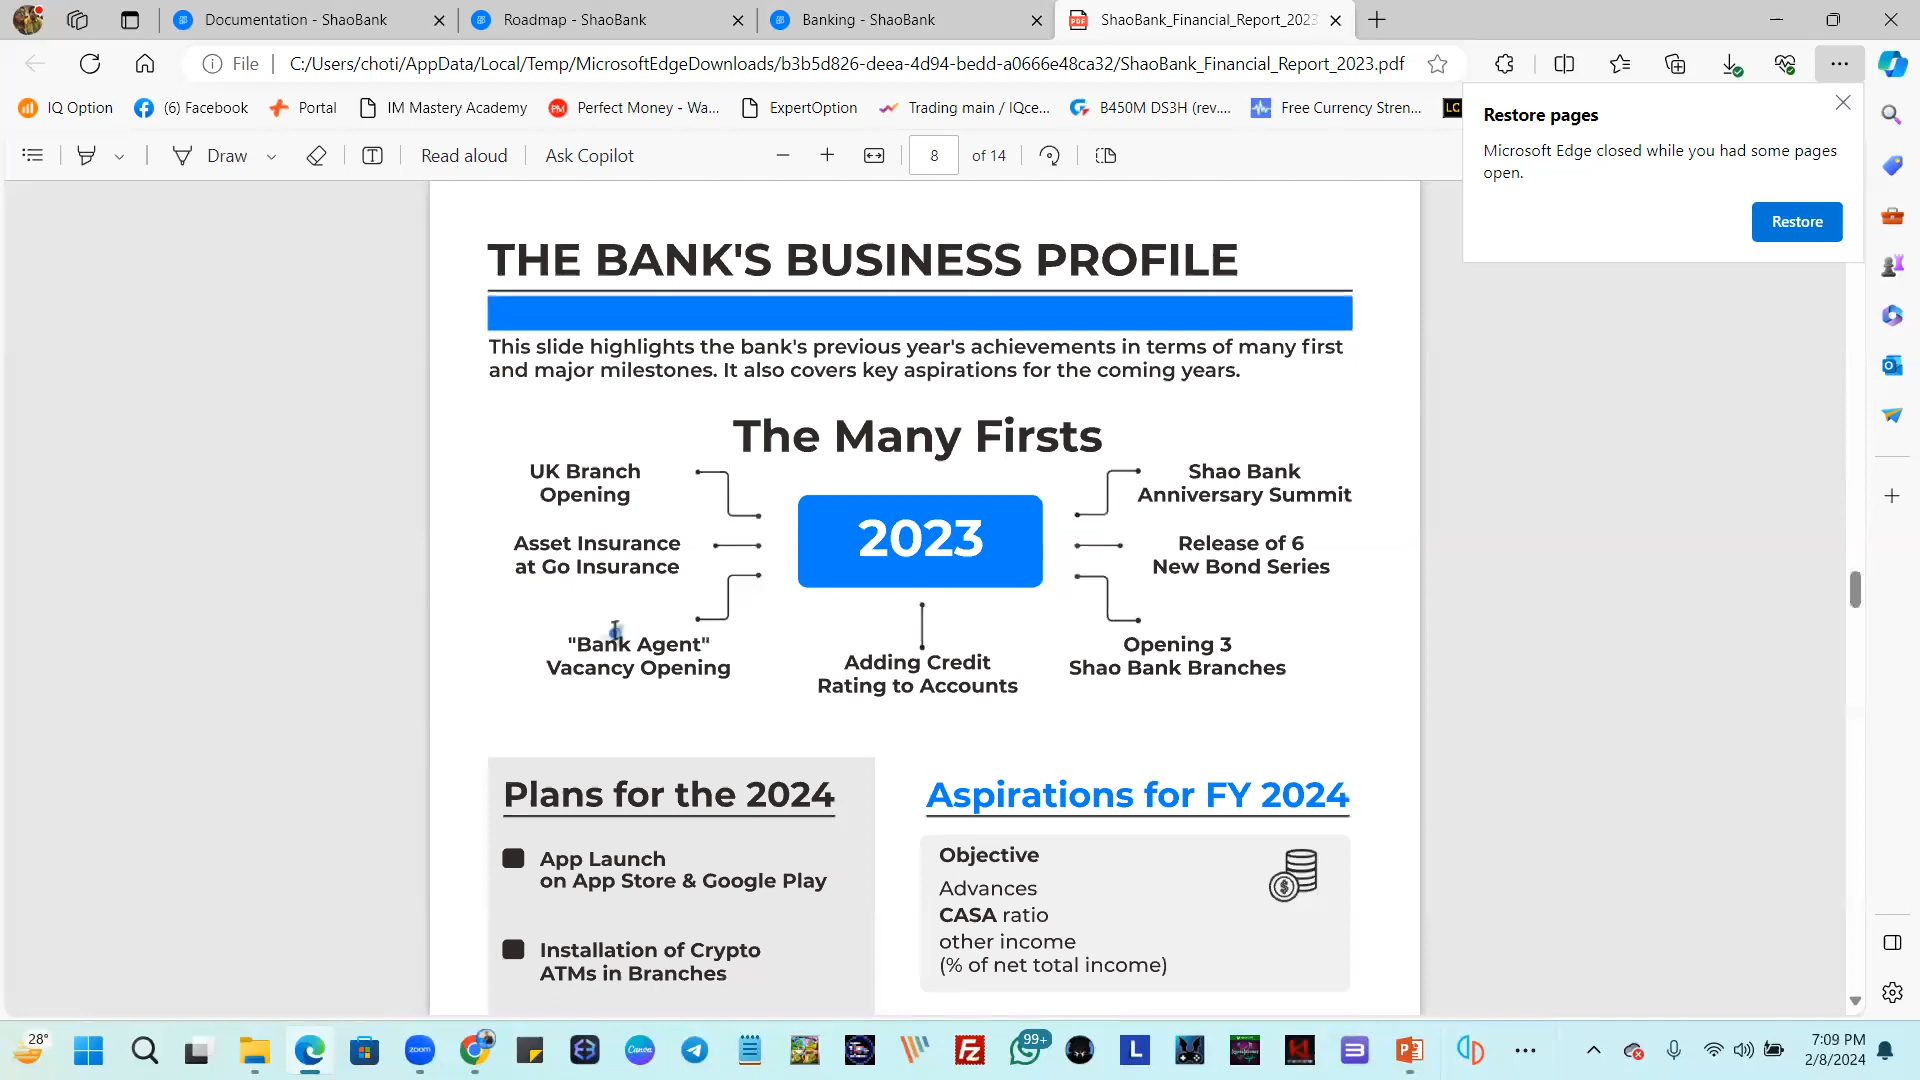 Documentation - ShaoBank
Roadmap - ShaoBank
Banking - ShaoBank
ShaoBank_Financial_Report_2023
File
C:/Users/choti/AppData/Local/Temp/MicrosoftEdgeDownloads/b3b5d826-deea-4d94-bedd-a0666e48ca32/ShaoBank_Financial_Report_2023.pdf
IQ Option
(6) Facebook
Portal
IM Mastery Academy
Perfect Money - Wa...
ExpertOption
Trading main / IQce...
B450M DS3H (rev....
Free Currency Stren...
LC
Draw
Read aloud
Ask Copilot
8
of 14
Restore pages
Microsoft Edge closed while you had some pages
open.
Restore
THE BANK'S BUSINESS PROFILE
This slide highlights the bank's previous year's achievements in terms of many first
and major milestones. It also covers key aspirations for the coming years.
The Many Firsts
UK Branch
Opening
Asset Insurance
at Go Insurance
"Bank Agent"
Vacancy Opening
2023
Adding Credit
Rating to Accounts
Shao Bank
Anniversary Summit
Release of 6
New Bond Series
Opening 3
Shao Bank Branches
Plans for the 2024
App Launch
on App Store & Google Play
Installation of Crypto
ATMs in Branches
Aspirations for FY 2024
Objective
Advances
CASA ratio
other income
(% of net total income)
28°
zoom
Canva
99+
7:09 PM
2/8/2024